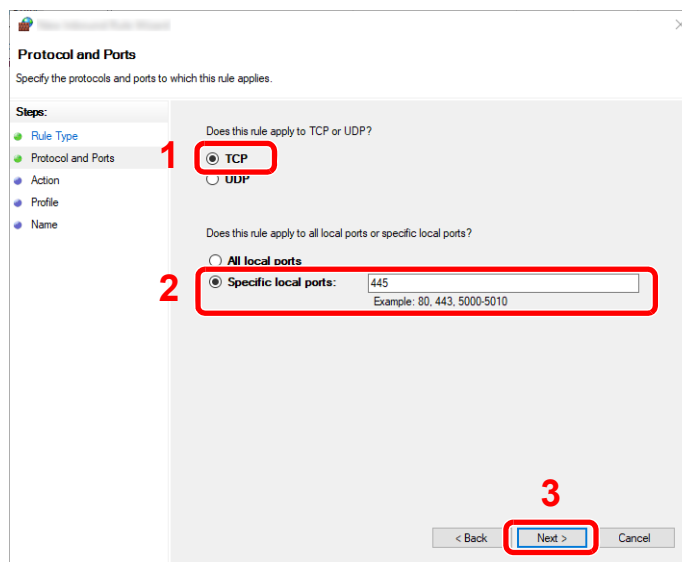 Protocol and Ports
Specify the protocols and ports to which this rule applies.
Steps:
Rule Type
Protocol and Ports
Action
Profile
Name
Does this rule apply to TCP or UDP?
1
TCP
UDP
Does this rule apply to all local ports or specific local ports?
All local ports
2
Specific local ports:
445
Example: 80, 443, 5000-5010
3
< Back
Next >
Cancel